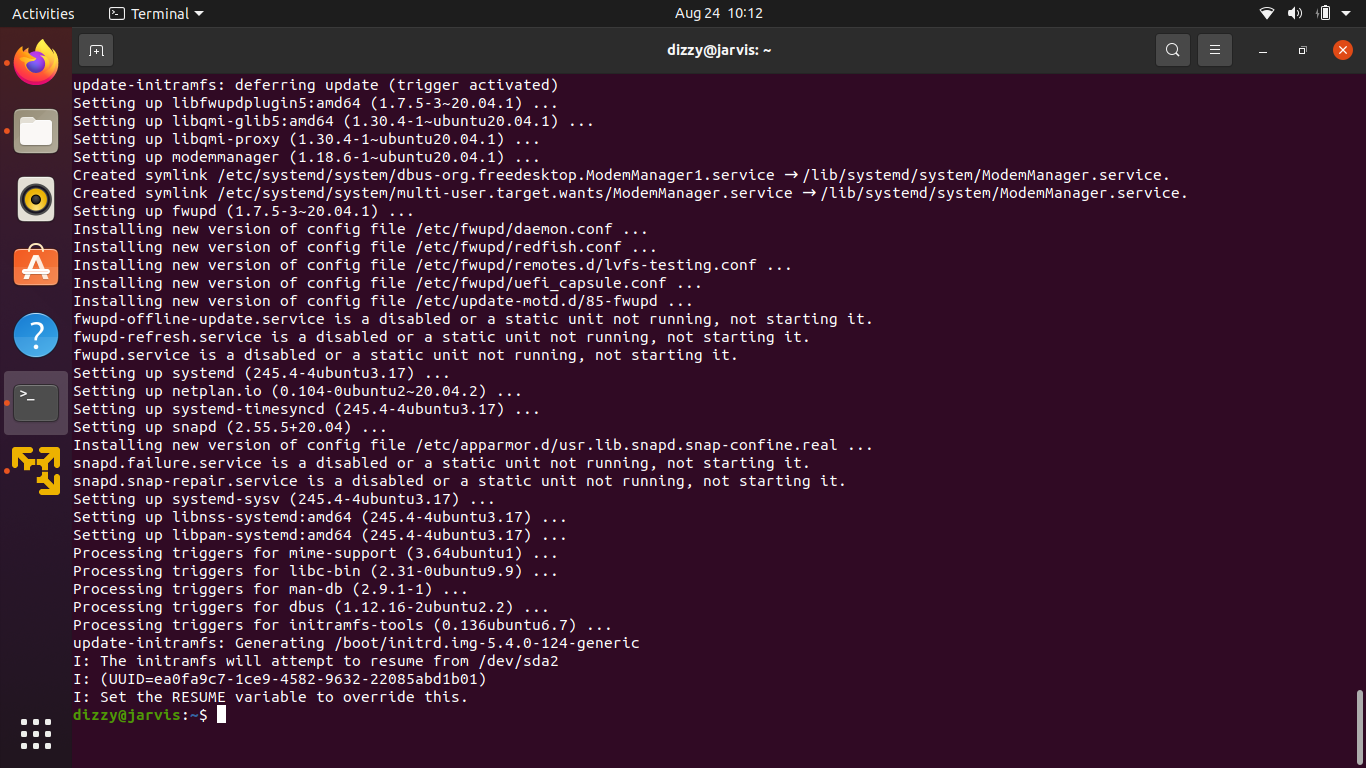 Activities Terminal Aug 24 10:12
dizzy@jarvis: ~
update-initramfs: deferring update (trigger activated)
Setting up libfwupdplugin5:amd64 (1.7.5-3~20.04.1) ...
Setting up libqmi-glib5:amd64 (1.30.4-1~ubuntu20.04.1) ...
Setting up libqmi-proxy (1.30.4-1~ubuntu20.04.1) ...
Setting up modemmanager (1.18.6-1~ubuntu20.04.1) ...
Created symlink /etc/systemd/system/dbus-org.freedesktop.ModemManager1.service → /lib/systemd/system/ModemManager.service.
Created symlink /etc/systemd/system/multi-user.target.wants/ModemManager.service → /lib/systemd/system/ModemManager.service.
Setting up fwupd (1.7.5-3~20.04.1) ...
Installing new version of config file /etc/fwupd/daemon.conf ...
Installing new version of config file /etc/fwupd/redfish.conf ...
Installing new version of config file /etc/fwupd/remotes.d/lvfs-testing.conf ...
Installing new version of config file /etc/fwupd/uefi_capsule.conf ...
Installing new version of config file /etc/update-motd.d/85-fwupd ...
fwupd-offline-update.service is a disabled or a static unit not running, not starting it.
fwupd-refresh.service is a disabled or a static unit not running, not starting it.
fwupd.service is a disabled or a static unit not running, not starting it.
Setting up systemd (245.4-4ubuntu3.17) ...
Setting up netplan.io (0.104-0ubuntu2~20.04.2) ...
Setting up systemd-timesyncd (245.4-4ubuntu3.17) ...
Setting up snapd (2.55.5+20.04) ...
Installing new version of config file /etc/apparmor.d/usr.lib.snapd.snap-confine.real ...
snapd.failure.service is a disabled or a static unit not running, not starting it.
snapd.snap-repair.service is a disabled or a static unit not running, not starting it.
Setting up systemd-sysv (245.4-4ubuntu3.17) ...
Setting up libnss-systemd:amd64 (245.4-4ubuntu3.17) ...
Setting up libpam-systemd:amd64 (245.4-4ubuntu3.17) ...
Processing triggers for mime-support (3.64ubuntu1) ...
Processing triggers for libc-bin (2.31-0ubuntu9.9) ...
Processing triggers for man-db (2.9.1-1) ...
Processing triggers for dbus (1.12.16-2ubuntu2.2) ...
Processing triggers for initramfs-tools (0.136ubuntu6.7) ...
update-initramfs: Generating /boot/initrd.img-5.4.0-124-generic
I: The initramfs will attempt to resume from /dev/sda2
I: (UUID=ea0fa9c7-1ce9-4582-9632-22085abd1b01)
I: Set the RESUME variable to override this.
dizzy@jarvis:~$